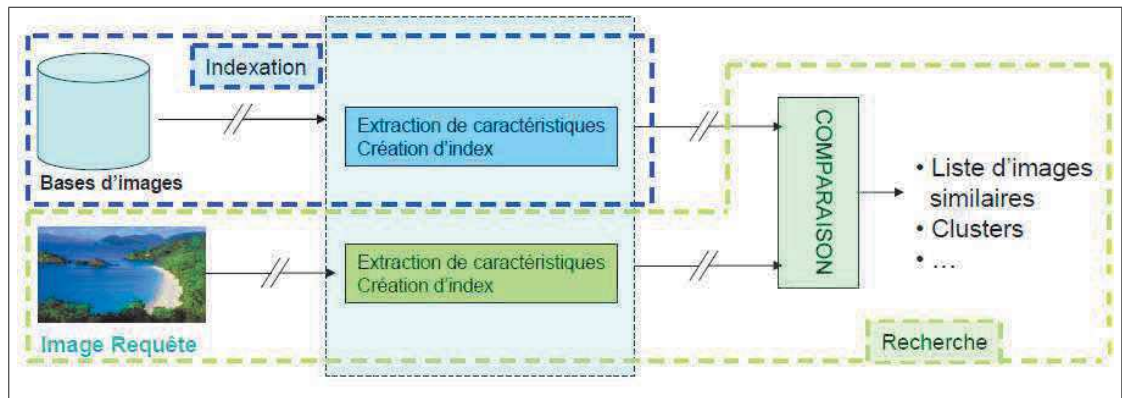 Indexation
Bases d'images
Extraction de caractéristiques
Création d'index
Image Requête
Extraction de caractéristiques
Création d'index
COMPARAISON
• Liste d'images
similaires
• Clusters
• ...
Recherche